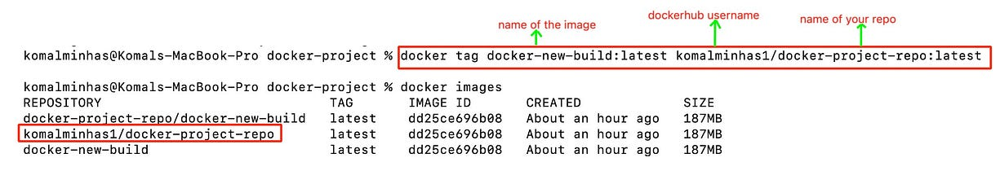 name of the image
dockerhub username
name of your repo
komalminhas@Komals-MacBook-Pro docker-project % docker tag docker-new-build:latest komalminhas1/docker-project-repo:latest
komalminhas@Komals-MacBook-Pro docker-project % docker images
REPOSITORY TAG IMAGE ID CREATED SIZE
docker-project-repo/docker-new-build latest dd25ce696b08 About an hour ago 187MB
komalminhas1/docker-project-repo latest dd25ce696b08 About an hour ago 187MB
docker-new-build latest dd25ce696b08 About an hour ago 187MB